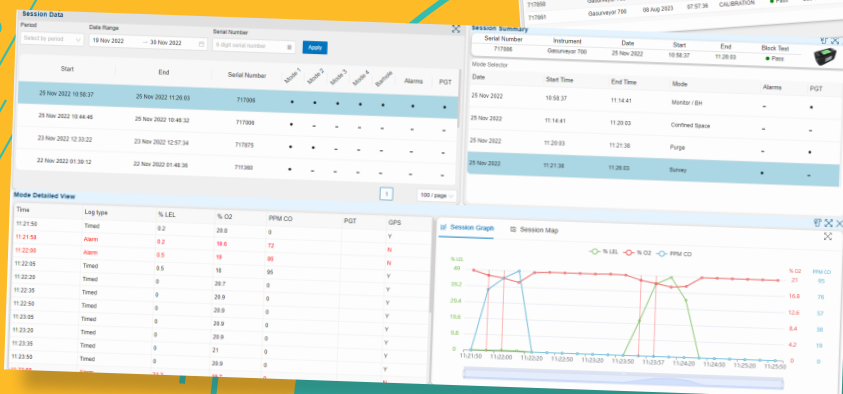 717861 Gasurveyor 700 08 Aug 2023 07:57:36 CALIBRATION Pass
Session Data
Period Date Range Serial Number
Select by period 19 Nov 2022 — 30 Nov 2022 6 digit serial number Apply
Start End Serial Number Mode 1 Mode 2 Mode 3 Mode 4 Barhole Alarms PGT
25 Nov 2022 10:58:37 25 Nov 2022 11:26:03 717806
25 Nov 2022 10:44:46 25 Nov 2022 10:46:32 717806
23 Nov 2022 12:33:22 23 Nov 2022 12:57:34 717875
22 Nov 2022 01:39:12 22 Nov 2022 01:48:36 711360
1 100 / page
Session Summary
Serial Number Instrument Date Start End Block Test
717806 Gasurveyor 700 25 Nov 2022 10:58:37 11:26:03 Pass
Mode Selector
Date Start Time End Time Mode Alarms PGT
25 Nov 2022 10:58:37 11:14:41 Monitor / BH
25 Nov 2022 11:14:41 11:20:03 Confined Space
25 Nov 2022 11:20:03 11:21:38 Purge
25 Nov 2022 11:21:38 11:26:03 Survey
Mode Detailed View
Time Log type % LEL % O2 PPM CO PGT GPS
11:21:50 Timed 0.2 20.8 0 Y
11:21:58 Alarm 0.2 19.6 72 N
11:22:00 Alarm 0.5 19 86 N
11:22:05 Timed 0.5 18 95 Y
11:22:20 Timed 0 20.7 0 Y
11:22:35 Timed 0 20.9 0 Y
11:22:50 Timed 0 20.9 0 Y
11:23:05 Timed 0 20.9 0 Y
11:23:20 Timed 0 20.9 0 Y
11:23:35 Timed 0 21 0 Y
11:23:50 Timed 0 20.9 0 Y
Session Graph Session Map
% LEL % O2 PPM CO
% LEL % O2 PPM CO
49 21 95
39.2 16.8 76
29.4 12.6 57
19.6 8.4 38
9.8 4.2 19
0 0 0
11:21:50 11:22:00 11:22:20 11:22:50 11:23:20 11:23:50 11:23:57 11:24:20 11:24:50 11:25:20 11:25:50